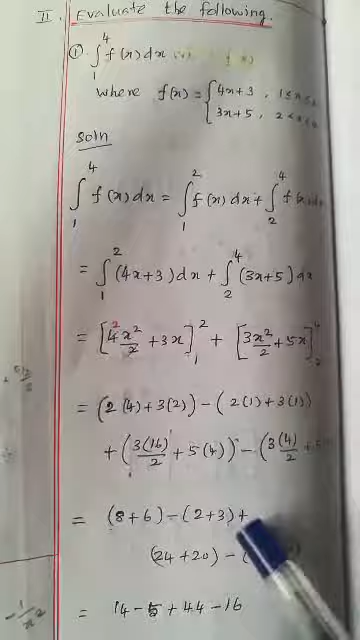 II. Evaluate the following.
① ∫₁⁴ f(x) dx
where f(x) = { 4x+3, 1≤x≤
3x+5, 2<x≤
Soln
∫₁⁴ f(x) dx = ∫₁² f(x) dx + ∫₂⁴ f(x) dx
= ∫₁² (4x+3) dx + ∫₂⁴ (3x+5) dx
= [4x²/2 + 3x]₁² + [3x²/2 + 5x]₂⁴
= (2(4)+3(2)) - (2(1)+3(1))
+ (3(16)/2 + 5(4)) - (3(4)/2 +
= (8+6) - (2+3) +
(24+20) - (
= 14 - 5 + 44 - 16